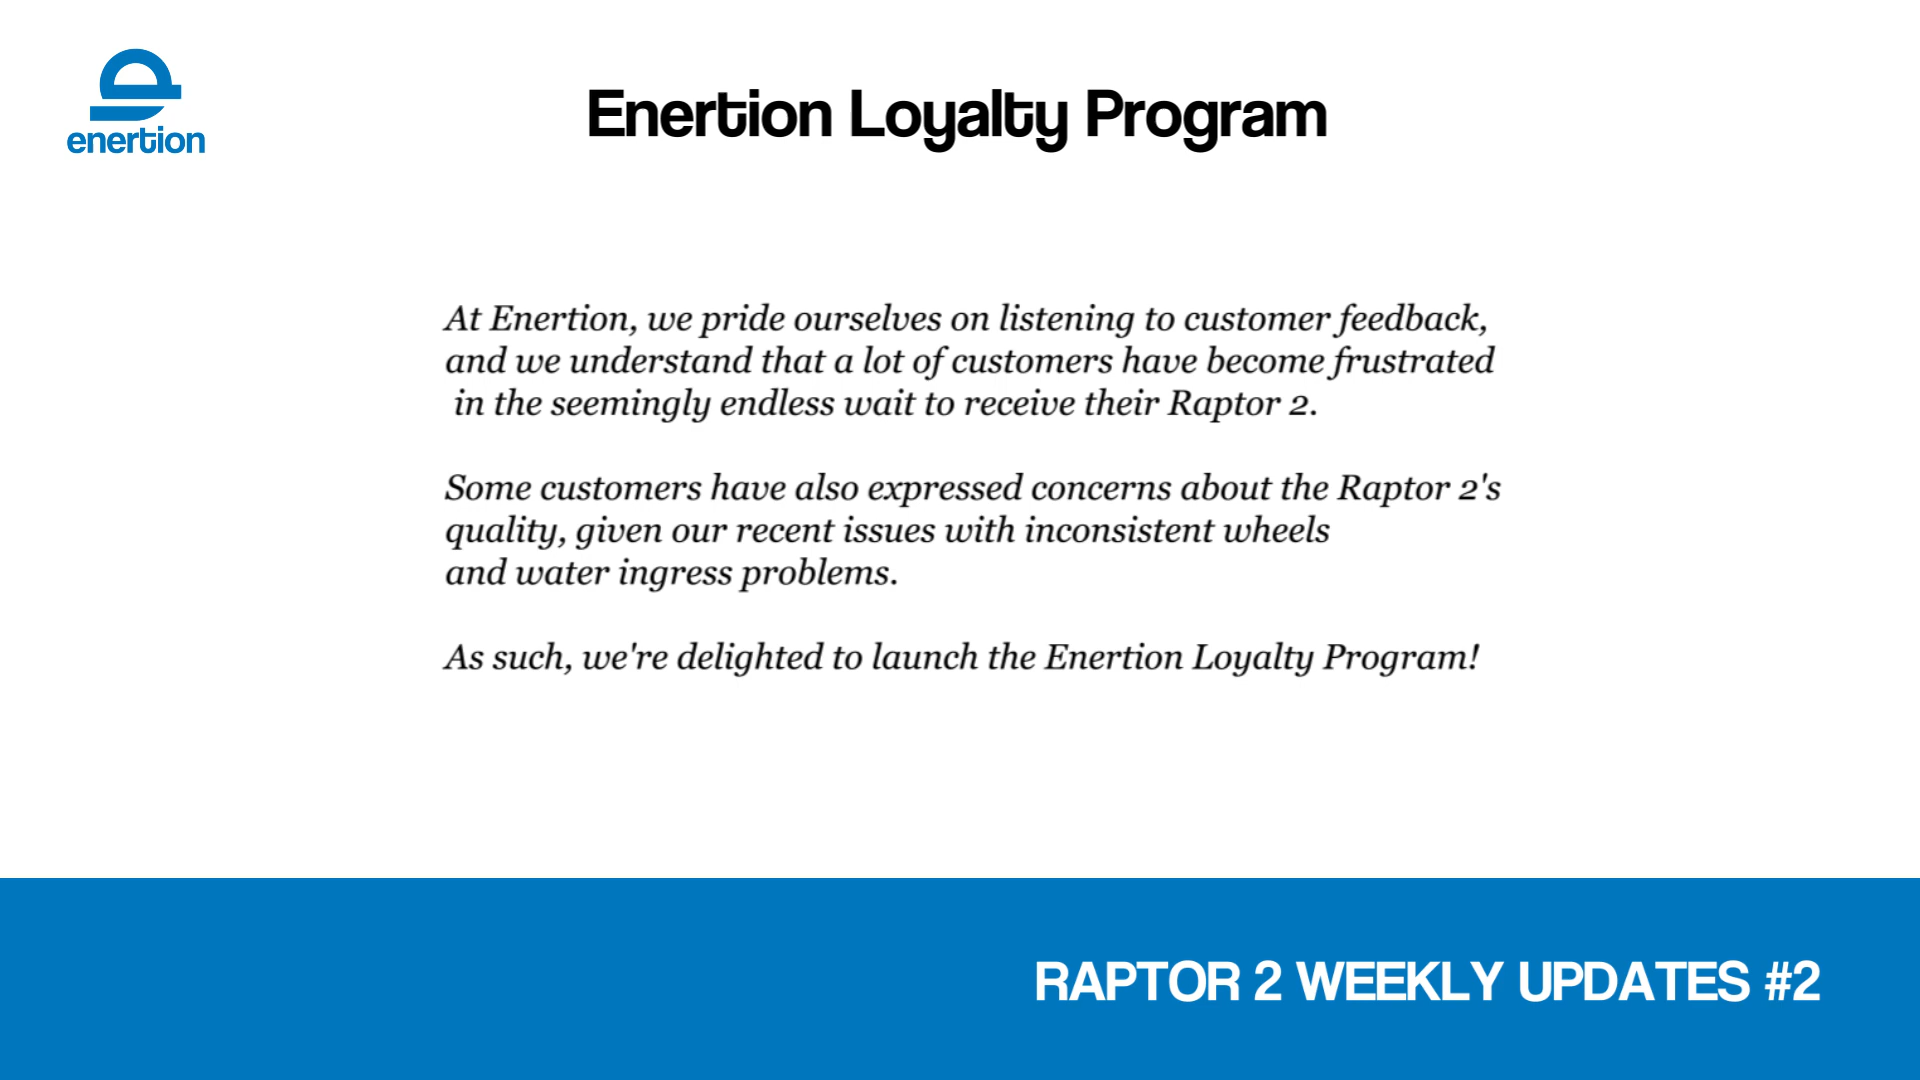 enertion
Enertion Loyalty Program
At Enertion, we pride ourselves on listening to customer feedback,
and we understand that a lot of customers have become frustrated
in the seemingly endless wait to receive their Raptor 2.
Some customers have also expressed concerns about the Raptor 2's
quality, given our recent issues with inconsistent wheels
and water ingress problems.
As such, we're delighted to launch the Enertion Loyalty Program!
RAPTOR 2 WEEKLY UPDATES #2